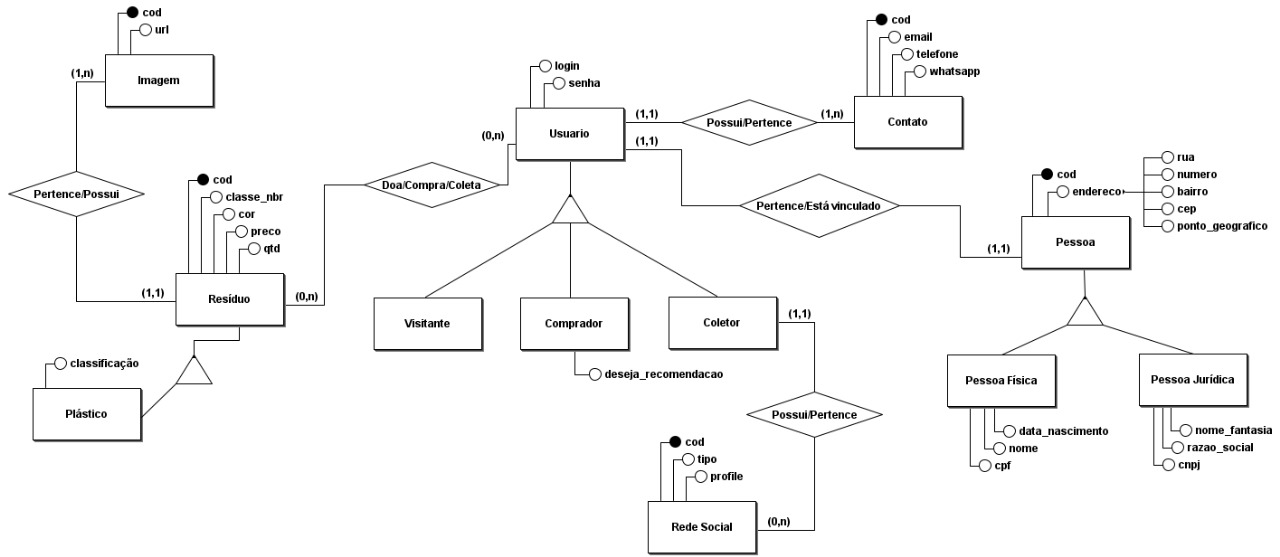 cod
url
(1,n)
Imagem
Pertence/Possui
cod
classe_nbr
cor
preco
qtd
(1,1)
Resíduo
(0,n)
classificação
Plástico
Doa/Compra/Coleta
(0,n)
login
senha
Usuario
(1,1)
(1,1)
Possui/Pertence
(1,n)
cod
email
telefone
whatsapp
Contato
Pertence/Está vinculado
(1,1)
cod
endereco
rua
numero
bairro
cep
ponto_geografico
Pessoa
Visitante
Comprador
deseja_recomendacao
Coletor
(1,1)
Possui/Pertence
cod
tipo
profile
Rede Social
(0,n)
Pessoa Física
data_nascimento
nome
cpf
Pessoa Jurídica
nome_fantasia
razao_social
cnpj